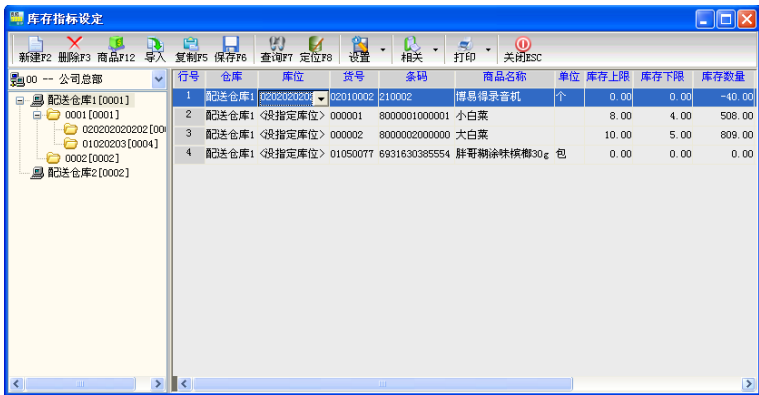 库存指标设定
新建F2 删除F3 商品F12 导入 复制F5 保存F6 查询F7 定位F8 设置 相关 打印 关闭ESC
00 -- 公司总部
配送仓库1[0001]
0001[0001]
020202020202[00
01020203[0004]
0002[0002]
配送仓库2[0002]
行号 仓库 库位 货号 条码 商品名称 单位 库存上限 库存下限 库存数量
1 配送仓库1 0202020202 02010002 210002 博易得录音机 个 0.00 0.00 -40.00
2 配送仓库1 <没指定库位> 000001 8000001000001 小白菜 8.00 4.00 508.00
3 配送仓库1 <没指定库位> 000002 8000002000000 大白菜 10.00 5.00 809.00
4 配送仓库1 <没指定库位> 01050077 6931630385554 胖哥糊涂味槟榔30g 包 0.00 0.00 0.00